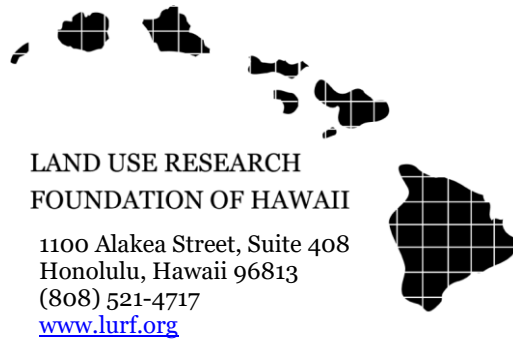 LAND USE RESEARCH
FOUNDATION OF HAWAII
1100 Alakea Street, Suite 408
Honolulu, Hawaii 96813
(808) 521-4717
www.lurf.org